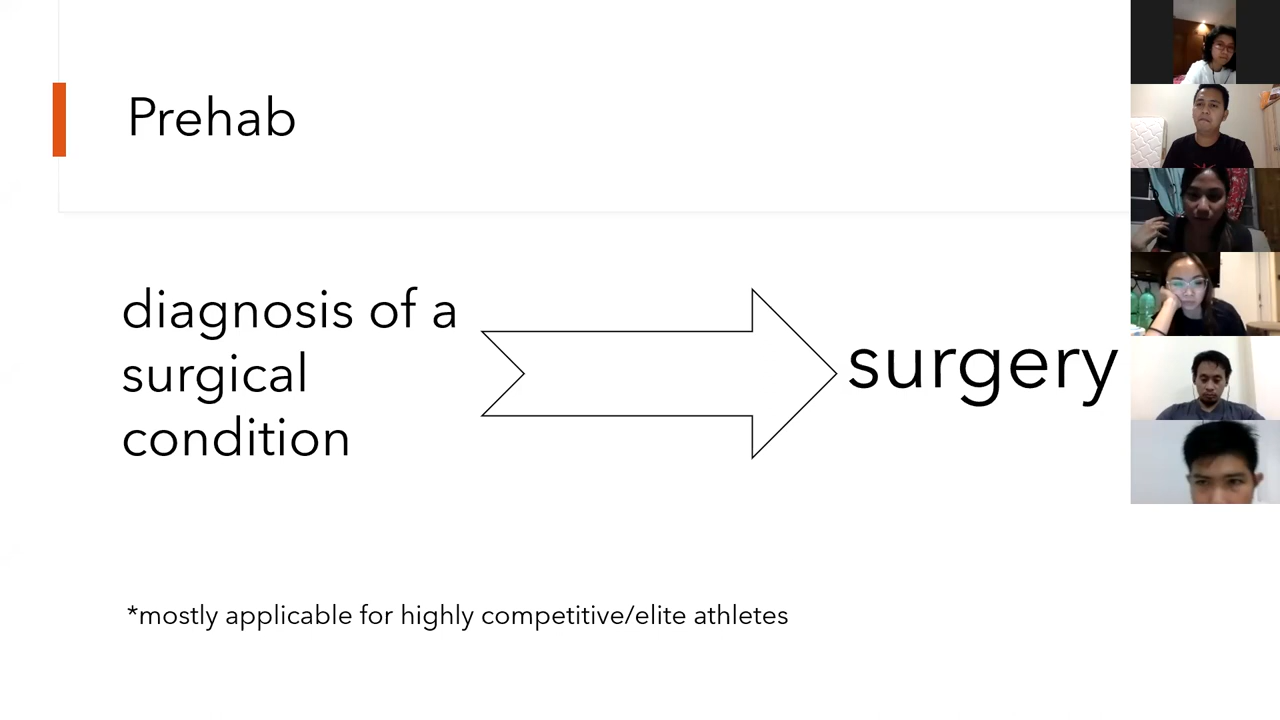 Prehab
diagnosis of a
surgical
condition
surgery
*mostly applicable for highly competitive/elite athletes